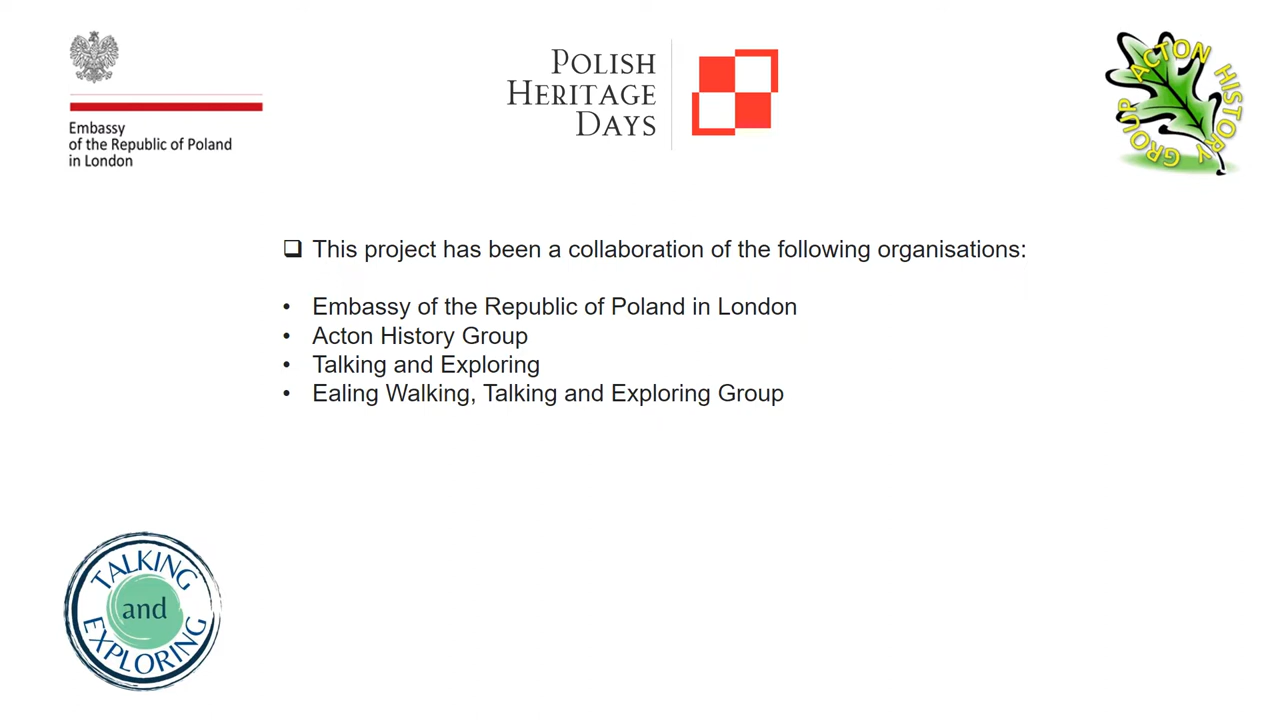 Embassy
of the Republic of Poland
in London
POLISH
HERITAGE
DAYS
ACTON HISTORY GROUP
This project has been a collaboration of the following organisations:
• Embassy of the Republic of Poland in London
• Acton History Group
• Talking and Exploring
• Ealing Walking, Talking and Exploring Group
TALKING
and
EXPLORING